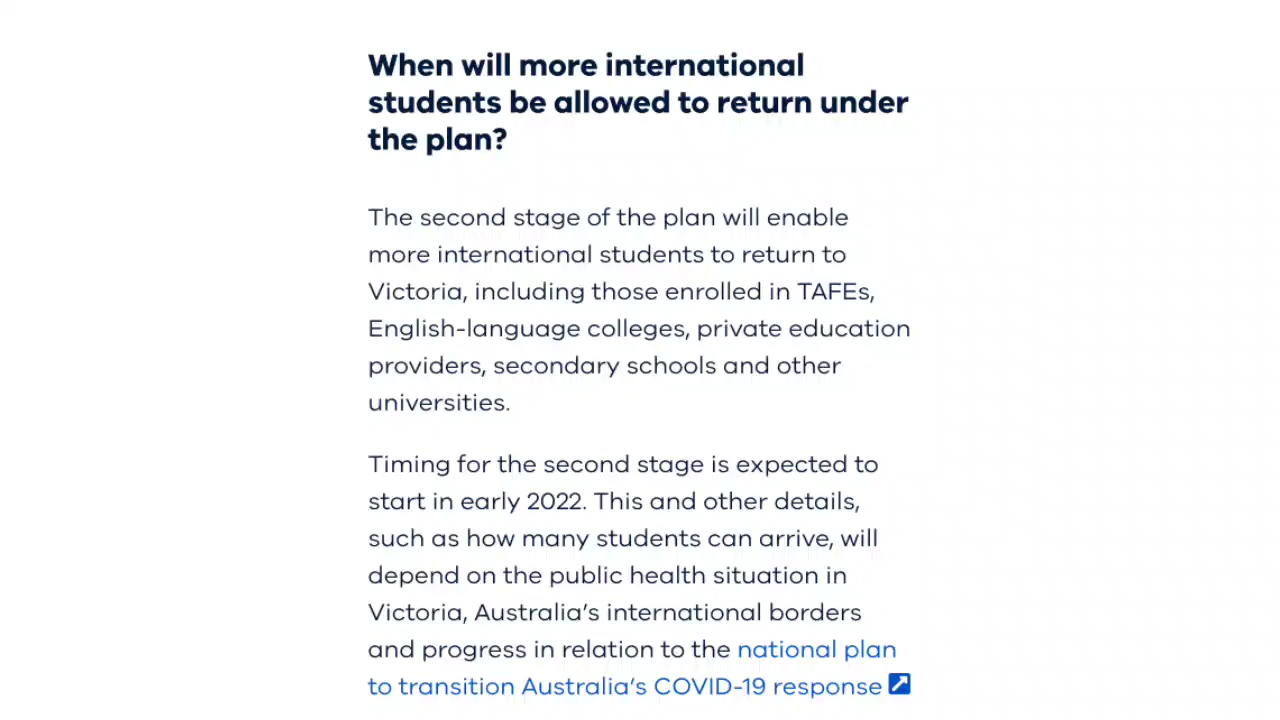 When will more international
students be allowed to return under
the plan?
The second stage of the plan will enable
more international students to return to
Victoria, including those enrolled in TAFEs,
English-language colleges, private education
providers, secondary schools and other
universities.
Timing for the second stage is expected to
start in early 2022. This and other details,
such as how many students can arrive, will
depend on the public health situation in
Victoria, Australia's international borders
and progress in relation to the national plan
to transition Australia's COVID-19 response